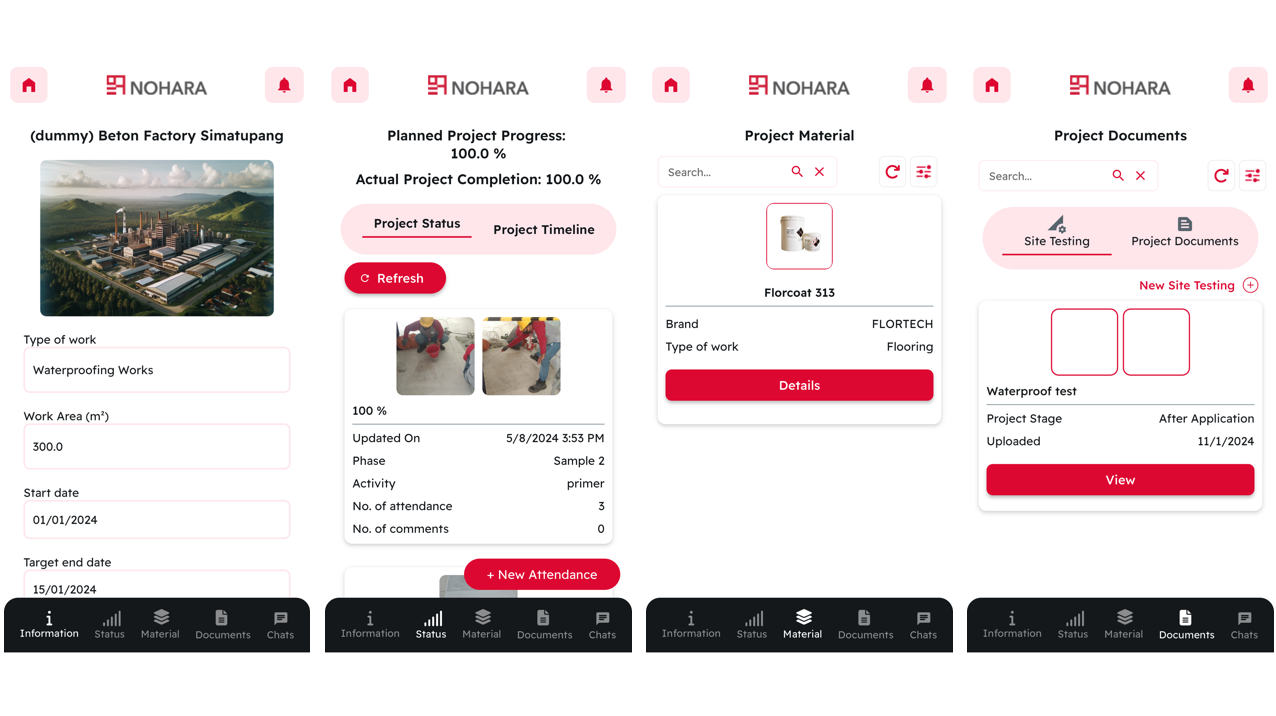 NOHARA
(dummy) Beton Factory Simatupang
Type of work
Waterproofing Works
Work Area (m²)
300.0
Start date
01/01/2024
Target end date
15/01/2024
Information
Status
Material
Documents
Chats
NOHARA
Planned Project Progress:
100.0 %
Actual Project Completion: 100.0 %
Project Status
Project Timeline
Refresh
100 %
Updated On 5/8/2024 3:53 PM
Phase Sample 2
Activity primer
No. of attendance 3
No. of comments 0
+ New Attendance
Information
Status
Material
Documents
Chats
NOHARA
Project Material
Search...
Florcoat 313
Brand FLORTECH
Type of work Flooring
Details
Information
Status
Material
Documents
Chats
NOHARA
Project Documents
Search...
Site Testing
Project Documents
New Site Testing
Waterproof test
Project Stage After Application
Uploaded 11/1/2024
View
Information
Status
Material
Documents
Chats